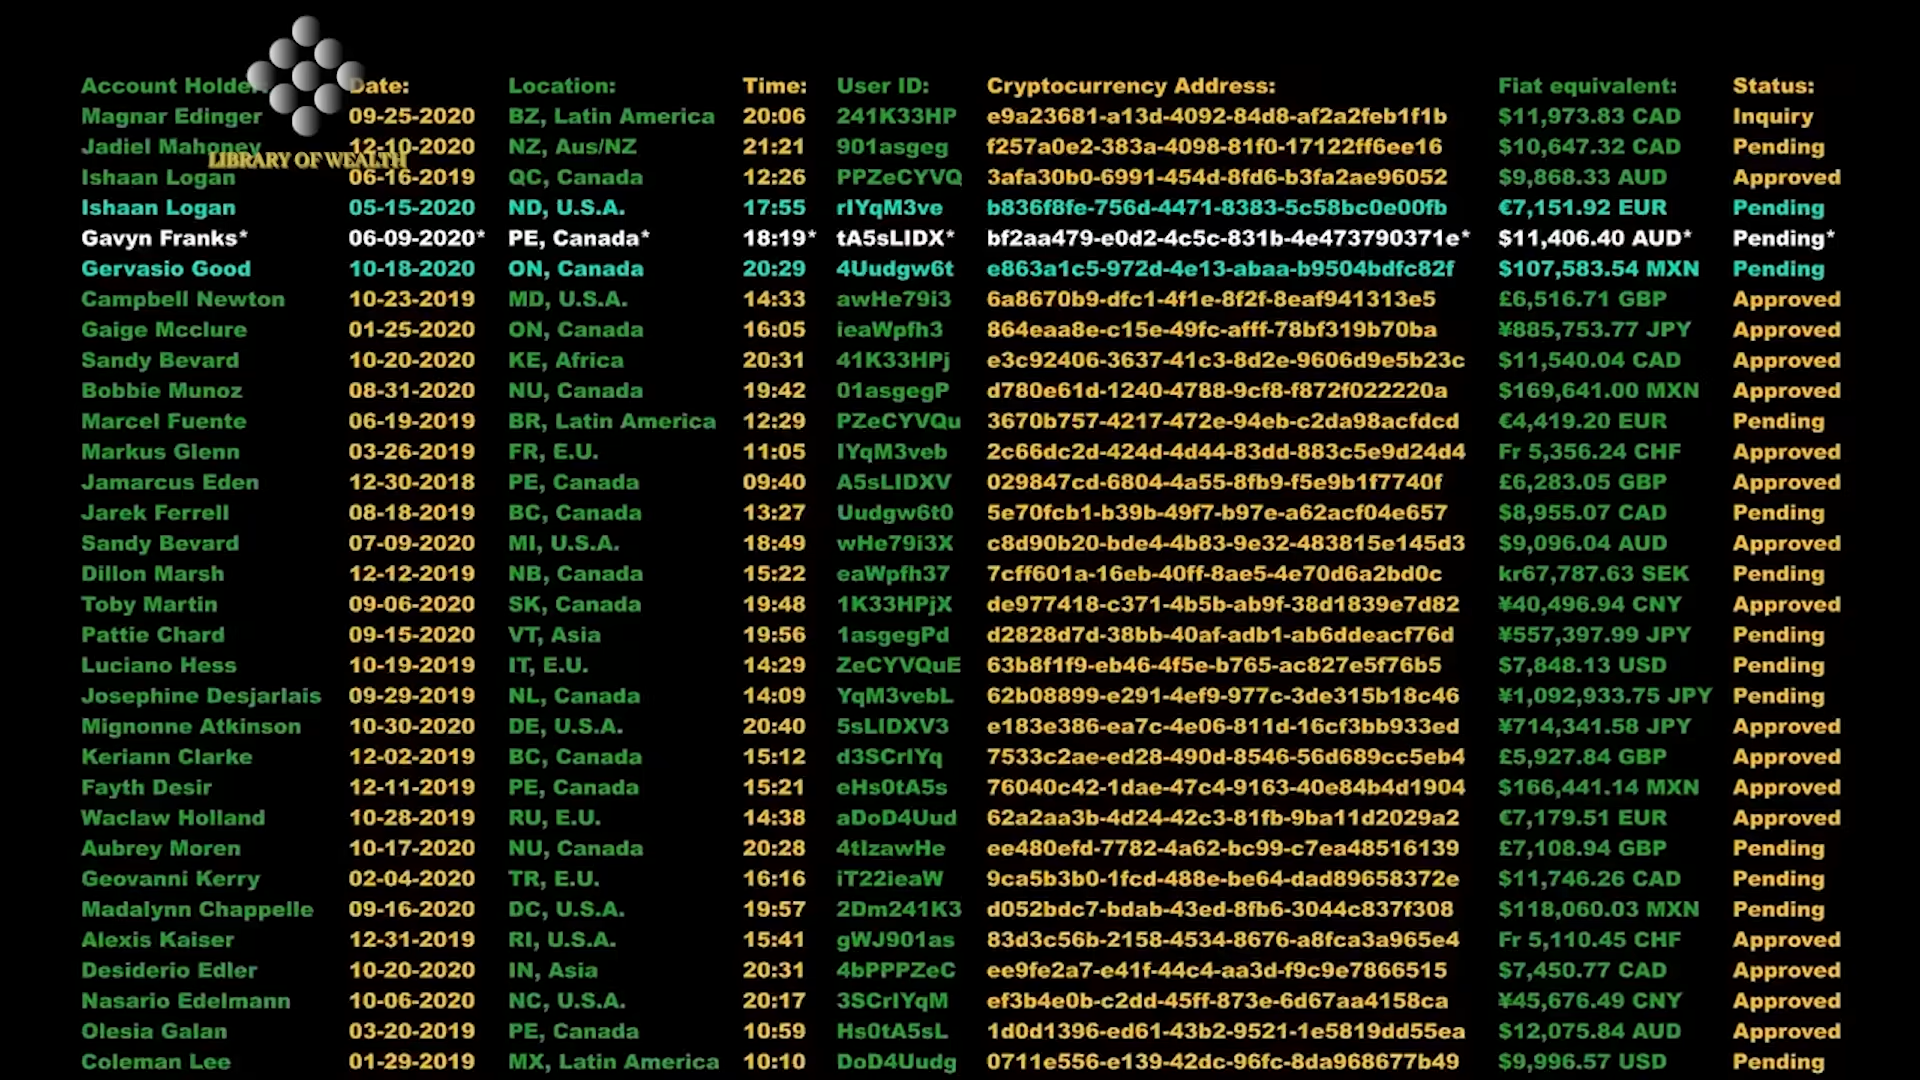 Account Holder: Date: Location: Time: User ID: Cryptocurrency Address: Fiat equivalent: Status:
Magnar Edinger 09-25-2020 BZ, Latin America 20:06 241K33HP e9a23681-a13d-4092-84d8-af2a2feb1f1b $11,973.83 CAD Inquiry
Jadiel Mahoney 12-10-2020 NZ, Aus/NZ 21:21 901asgeg f257a0e2-383a-4098-81f0-17122ff6ee16 $10,647.32 CAD Pending
LIBRARY OF WEALTH
Ishaan Logan 06-16-2019 QC, Canada 12:26 PPZeCYVQ 3afa30b0-6991-454d-8fd6-b3fa2ae96052 $9,868.33 AUD Approved
Ishaan Logan 05-15-2020 ND, U.S.A. 17:55 rIYqM3ve b836f8fe-756d-4471-8383-5c58bc0e00fb €7,151.92 EUR Pending
Gavyn Franks* 06-09-2020* PE, Canada* 18:19* tA5sLIDX* bf2aa479-e0d2-4c5c-831b-4e473790371e* $11,406.40 AUD* Pending*
Gervasio Good 10-18-2020 ON, Canada 20:29 4Uudgw6t e863a1c5-972d-4e13-abaa-b9504bdfc82f $107,583.54 MXN Pending
Campbell Newton 10-23-2019 MD, U.S.A. 14:33 awHe79i3 6a8670b9-dfc1-4f1e-8f2f-8eaf941313e5 £6,516.71 GBP Approved
Gaige Mcclure 01-25-2020 ON, Canada 16:05 ieaWpfh3 864eaa8e-c15e-49fc-afff-78bf319b70ba ¥885,753.77 JPY Approved
Sandy Bevard 10-20-2020 KE, Africa 20:31 41K33HPj e3c92406-3637-41c3-8d2e-9606d9e5b23c $11,540.04 CAD Approved
Bobbie Munoz 08-31-2020 NU, Canada 19:42 01asgegP d780e61d-1240-4788-9cf8-f872f022220a $169,641.00 MXN Approved
Marcel Fuente 06-19-2019 BR, Latin America 12:29 PZeCYVQu 3670b757-4217-472e-94eb-c2da98acfdcd €4,419.20 EUR Pending
Markus Glenn 03-26-2019 FR, E.U. 11:05 IYqM3veb 2c66dc2d-424d-4d44-83dd-883c5e9d24d4 Fr 5,356.24 CHF Approved
Jamarcus Eden 12-30-2018 PE, Canada 09:40 A5sLIDXV 029847cd-6804-4a55-8fb9-f5e9b1f7740f £6,283.05 GBP Approved
Jarek Ferrell 08-18-2019 BC, Canada 13:27 Uudgw6t0 5e70fcb1-b39b-49f7-b97e-a62acf04e657 $8,955.07 CAD Pending
Sandy Bevard 07-09-2020 MI, U.S.A. 18:49 wHe79i3X c8d90b20-bde4-4b83-9e32-483815e145d3 $9,096.04 AUD Approved
Dillon Marsh 12-12-2019 NB, Canada 15:22 eaWpfh37 7cff601a-16eb-40ff-8ae5-4e70d6a2bd0c kr67,787.63 SEK Pending
Toby Martin 09-06-2020 SK, Canada 19:48 1K33HPjX de977418-c371-4b5b-ab9f-38d1839e7d82 ¥40,496.94 CNY Approved
Pattie Chard 09-15-2020 VT, Asia 19:56 1asgegPd d2828d7d-38bb-40af-adb1-ab6ddeacf76d ¥557,397.99 JPY Pending
Luciano Hess 10-19-2019 IT, E.U. 14:29 ZeCYVQuE 63b8f1f9-eb46-4f5e-b765-ac827e5f76b5 $7,848.13 USD Pending
Josephine Desjarlais 09-29-2019 NL, Canada 14:09 YqM3vebL 62b08899-e291-4ef9-977c-3de315b18c46 ¥1,092,933.75 JPY Pending
Mignonne Atkinson 10-30-2020 DE, U.S.A. 20:40 5sLIDXV3 e183e386-ea7c-4e06-811d-16cf3bb933ed ¥714,341.58 JPY Approved
Keriann Clarke 12-02-2019 BC, Canada 15:12 d3SCrIYq 7533c2ae-ed28-490d-8546-56d689cc5eb4 £5,927.84 GBP Approved
Fayth Desir 12-11-2019 PE, Canada 15:21 eHs0tA5s 76040c42-1dae-47c4-9163-40e84b4d1904 $166,441.14 MXN Approved
Waclaw Holland 10-28-2019 RU, E.U. 14:38 aDoD4Uud 62a2aa3b-4d24-42c3-81fb-9ba11d2029a2 €7,179.51 EUR Approved
Aubrey Moren 10-17-2020 NU, Canada 20:28 4tIzawHe ee480efd-7782-4a62-bc99-c7ea48516139 £7,108.94 GBP Pending
Geovanni Kerry 02-04-2020 TR, E.U. 16:16 iT22ieaW 9ca5b3b0-1fcd-488e-be64-dad89658372e $11,746.26 CAD Pending
Madalynn Chappelle 09-16-2020 DC, U.S.A. 19:57 2Dm241K3 d052bdc7-bdab-43ed-8fb6-3044c837f308 $118,060.03 MXN Pending
Alexis Kaiser 12-31-2019 RI, U.S.A. 15:41 gWJ901as 83d3c56b-2158-4534-8676-a8fca3a965e4 Fr 5,110.45 CHF Approved
Desiderio Edler 10-20-2020 IN, Asia 20:31 4bPPPZeC ee9fe2a7-e41f-44c4-aa3d-f9c9e7866515 $7,450.77 CAD Approved
Nasario Edelmann 10-06-2020 NC, U.S.A. 20:17 3SCrIYqM ef3b4e0b-c2dd-45ff-873e-6d67aa4158ca ¥45,676.49 CNY Approved
Olesia Galan 03-20-2019 PE, Canada 10:59 Hs0tA5sL 1d0d1396-ed61-43b2-9521-1e5819dd55ea $12,075.84 AUD Approved
Coleman Lee 01-29-2019 MX, Latin America 10:10 DoD4Uudg 0711e556-e139-42dc-96fc-8da968677b49 $9,996.57 USD Pending